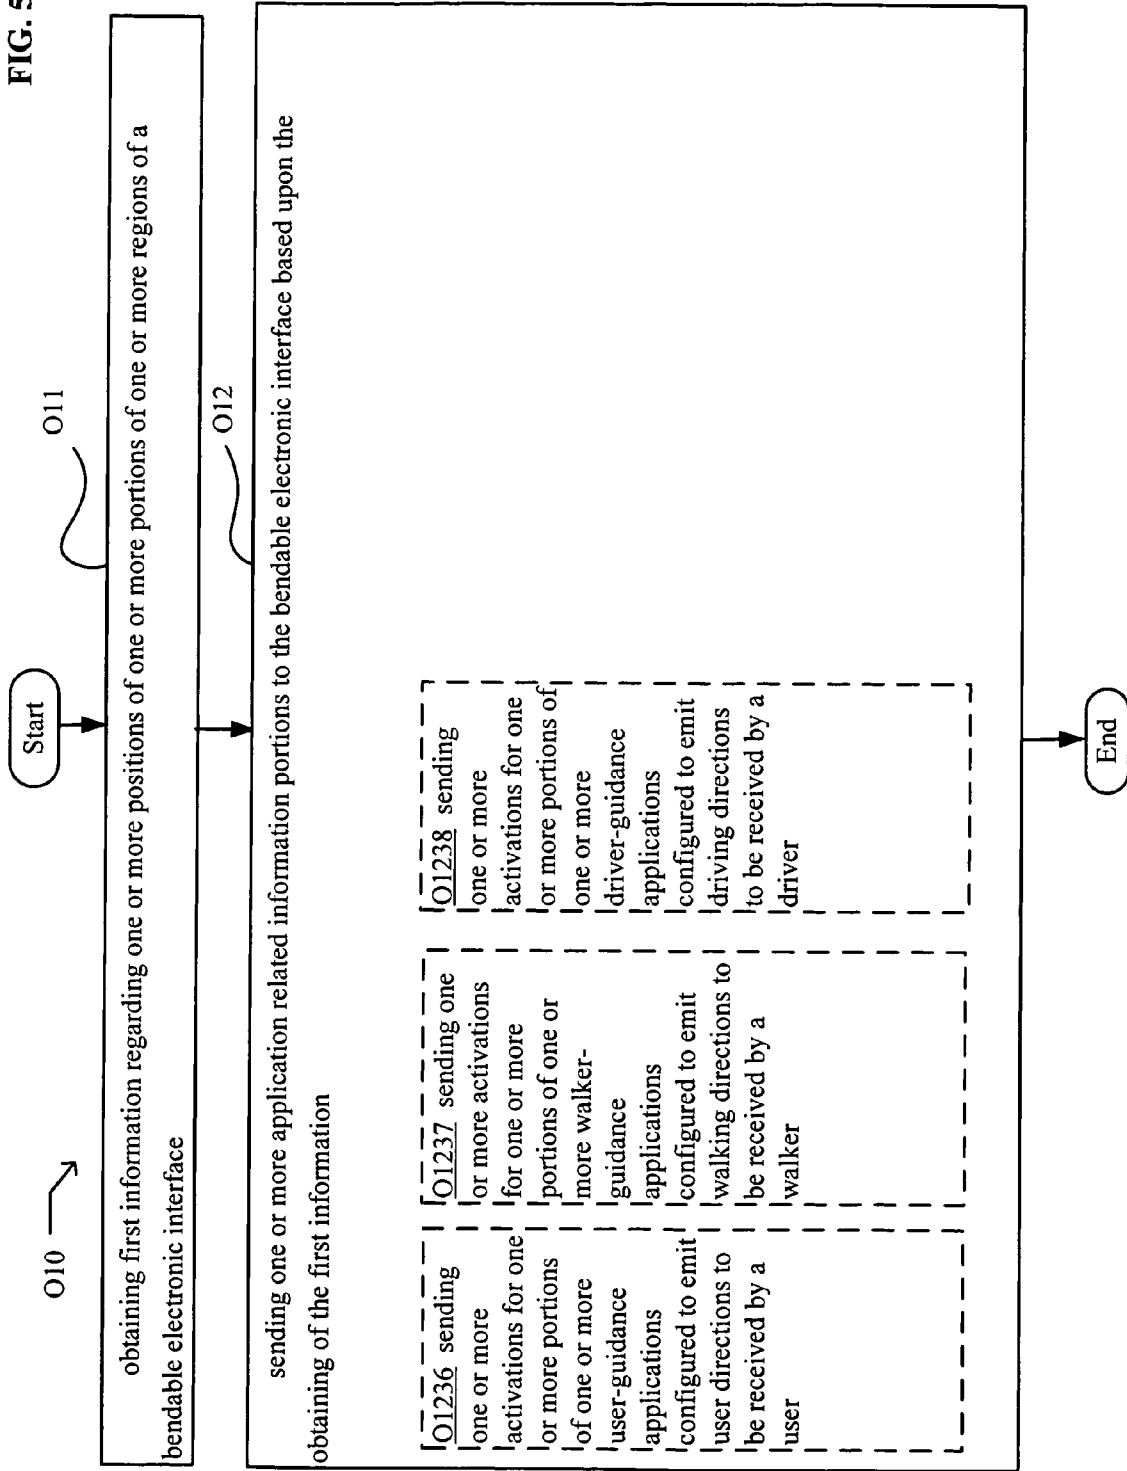 FIG. 5
O10
Start
O11
obtaining first information regarding one or more positions of one or more portions of one or more regions of a
bendable electronic interface
O12
sending one or more application related information portions to the bendable electronic interface based upon the
obtaining of the first information
O1236 sending
one or more
activations for one
or more portions
of one or more
user-guidance
applications
configured to emit
user directions to
be received by a
user
O1237 sending one
or more activations
for one or more
portions of one or
more walker-
guidance
applications
configured to emit
walking directions to
be received by a
walker
O1238 sending
one or more
activations for one
or more portions of
one or more
driver-guidance
applications
configured to emit
driving directions
to be received by a
driver
End